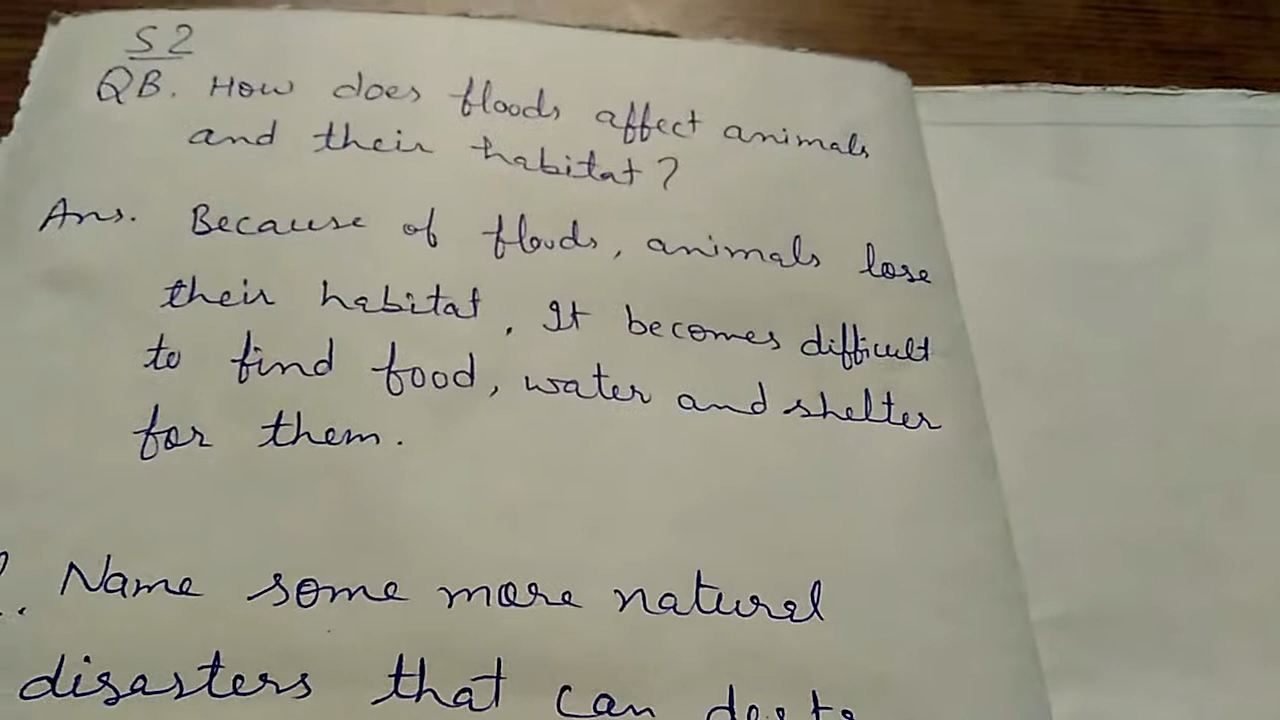 S2
QB. How does floods affect animals
and their habitat?
Ans. Because of floods, animals lose
their habitat. It becomes difficult
to find food, water and shelter
for them.
Name some more natural
disasters that can